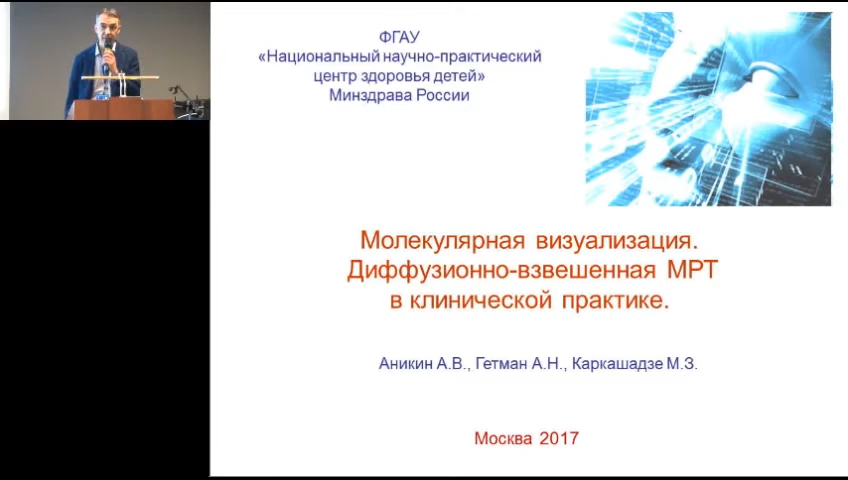 ФГАУ
«Национальный научно-практический
центр здоровья детей»
Минздрава России
Молекулярная визуализация.
Диффузионно-взвешенная МРТ
в клинической практике.
Аникин А.В., Гетман А.Н., Каркашадзе М.З.
Москва 2017